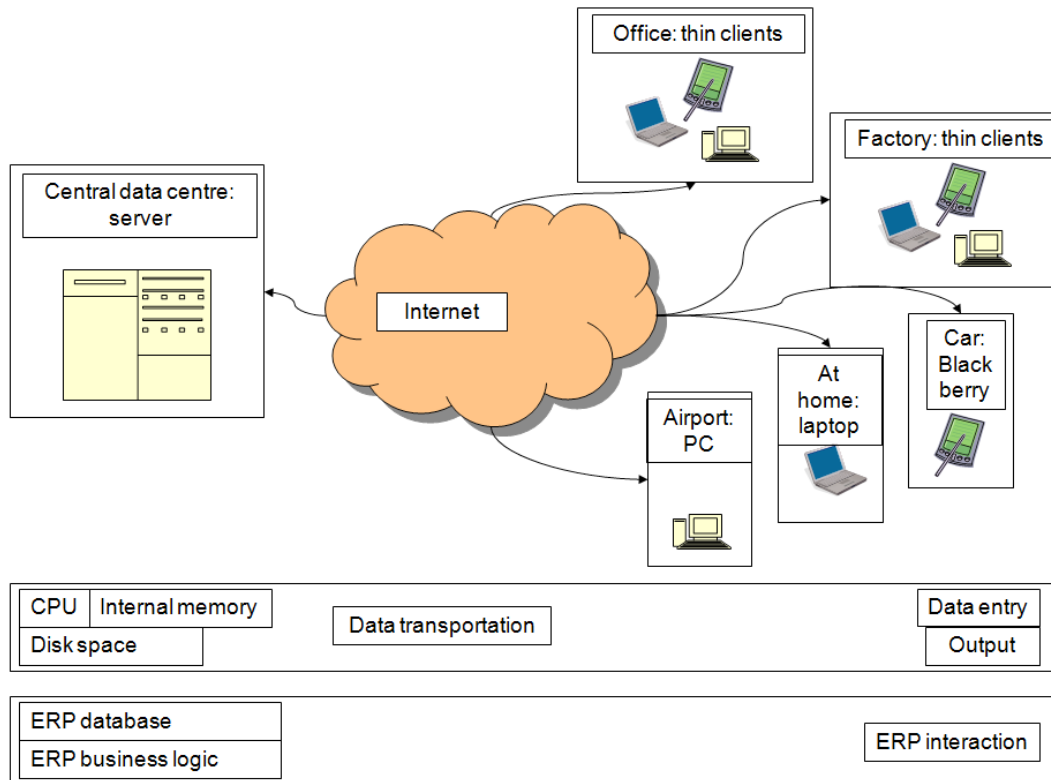 Office: thin clients
Factory: thin clients
Central data centre:
server
Internet
Car:
Black
berry
At
home:
laptop
Airport:
PC
CPU
Internal memory
Data entry
Data transportation
Disk space
Output
ERP database
ERP interaction
ERP business logic